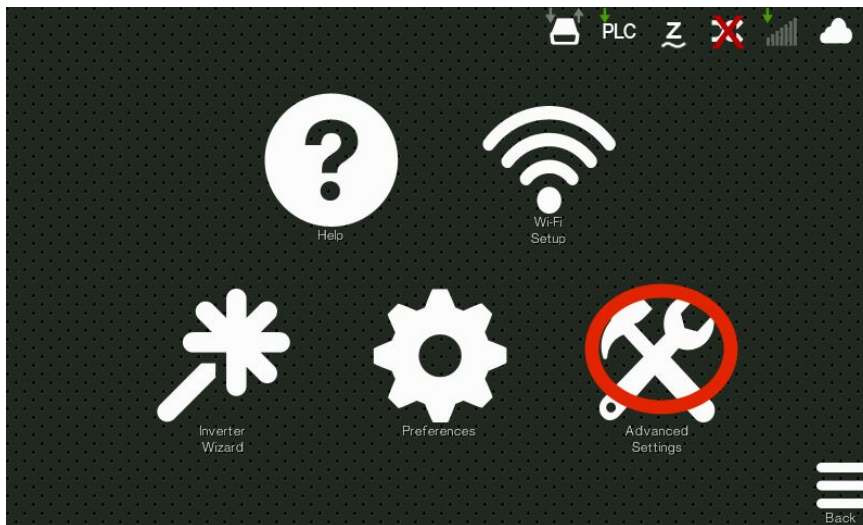 PLC Z
?
Help
Wi-Fi
Setup
Inverter
Wizard
Preferences
Advanced
Settings
Back